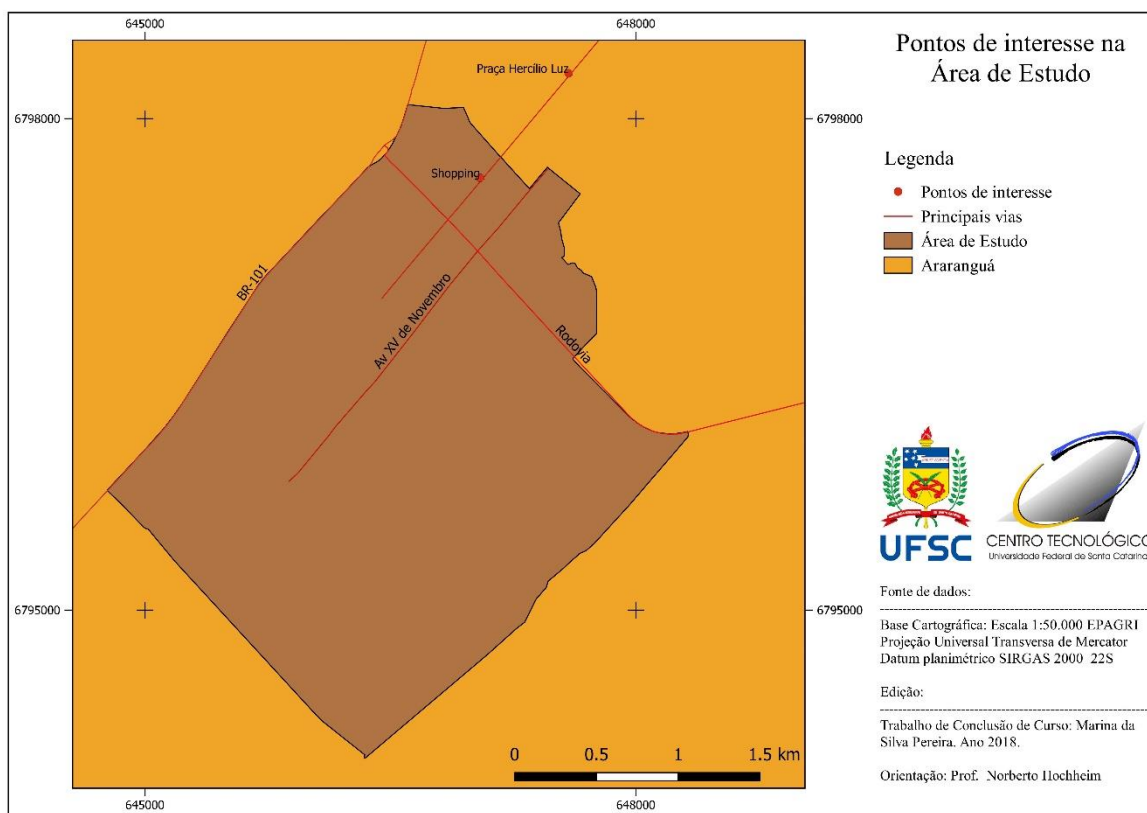 645000
648000
Pontos de interesse na
Área de Estudo
Praça Hercílio Luz
6798000
6798000
Legenda
Shopping
Pontos de interesse
Principais vias
Área de Estudo
Araranguá
BR-101
Av XV de Novembro
Rodovia
UFSC
CENTRO TECNOLÓGICO
Universidade Federal de Santa Catarina
Fonte de dados:
6795000
6795000
Base Cartográfica: Escala 1:50.000 EPAGRI
Projeção Universal Transversa de Mercator
Datum planimétrico SIRGAS 2000 22S
Edição:
Trabalho de Conclusão de Curso: Marina da
Silva Pereira. Ano 2018.
Orientação: Prof. Norberto Hochheim
0 0.5 1 1.5 km
645000
648000